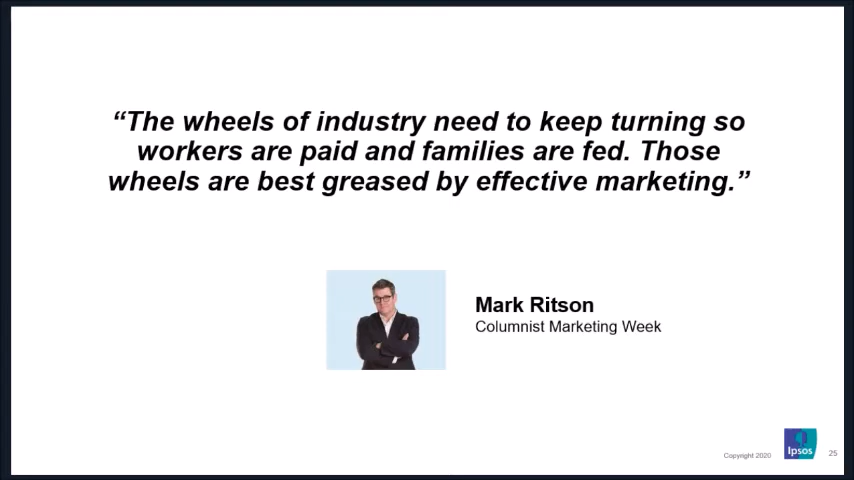 “The wheels of industry need to keep turning so
workers are paid and families are fed. Those
wheels are best greased by effective marketing.”
Mark Ritson
Columnist Marketing Week
Copyright 2020
Ipsos
25